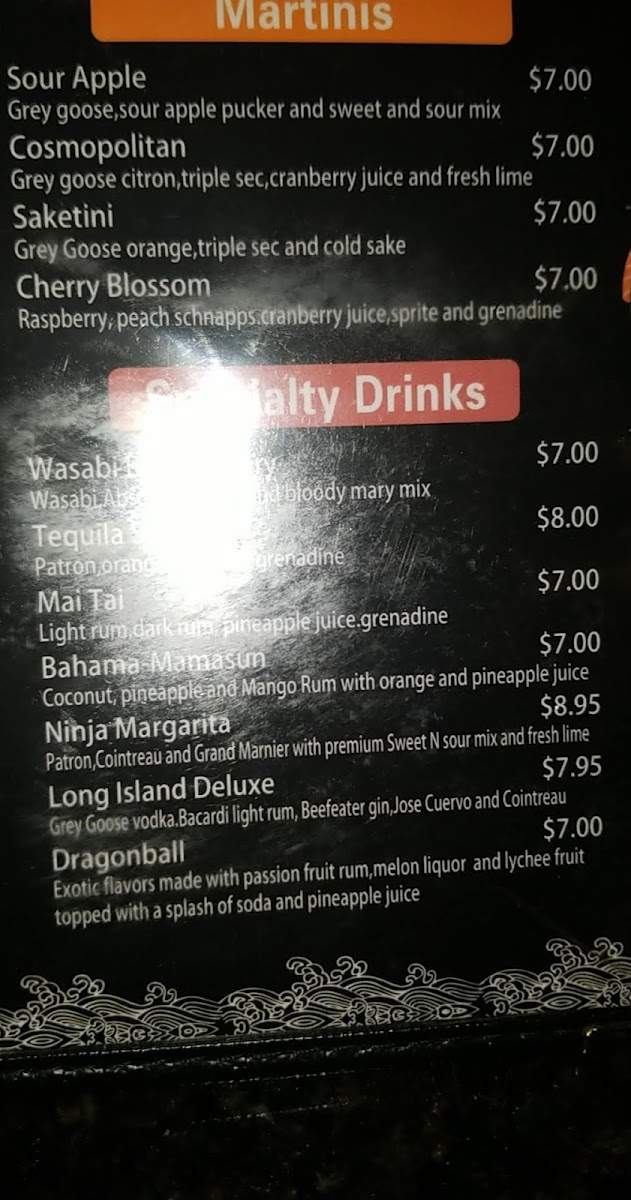 Martinis
Sour Apple $7.00
Grey goose,sour apple pucker and sweet and sour mix
Cosmopolitan $7.00
Grey goose citron,triple sec,cranberry juice and fresh lime
Saketini $7.00
Grey Goose orange,triple sec and cold sake
Cherry Blossom $7.00
Raspberry, peach schnapps.cranberry juice,sprite and grenadine
Drinks
Wasabi $7.00
Wasabi, bloody mary mix
Tequila $8.00
Patron, grenadine
Mai Tai $7.00
Light rum,dark rum, pineapple juice.grenadine
Bahama-Mamasun $7.00
Coconut, pineapple and Mango Rum with orange and pineapple juice
Ninja Margarita $8.95
Patron,Cointreau and Grand Marnier with premium Sweet N sour mix and fresh lime
Long Island Deluxe $7.95
Grey Goose vodka.Bacardi light rum, Beefeater gin,Jose Cuervo and Cointreau
Dragonball $7.00
Exotic flavors made with passion fruit rum,melon liquor and lychee fruit
topped with a splash of soda and pineapple juice